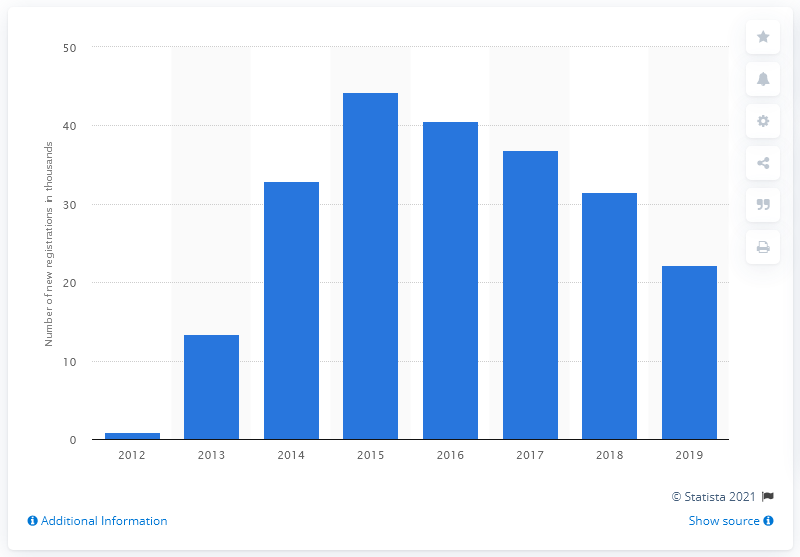 Number of new registrations in thousands
50
40
30
20
10
0
2012 2013 2014 2015 2016 2017 2018 2019
© Statista 2021
Additional Information
Show source